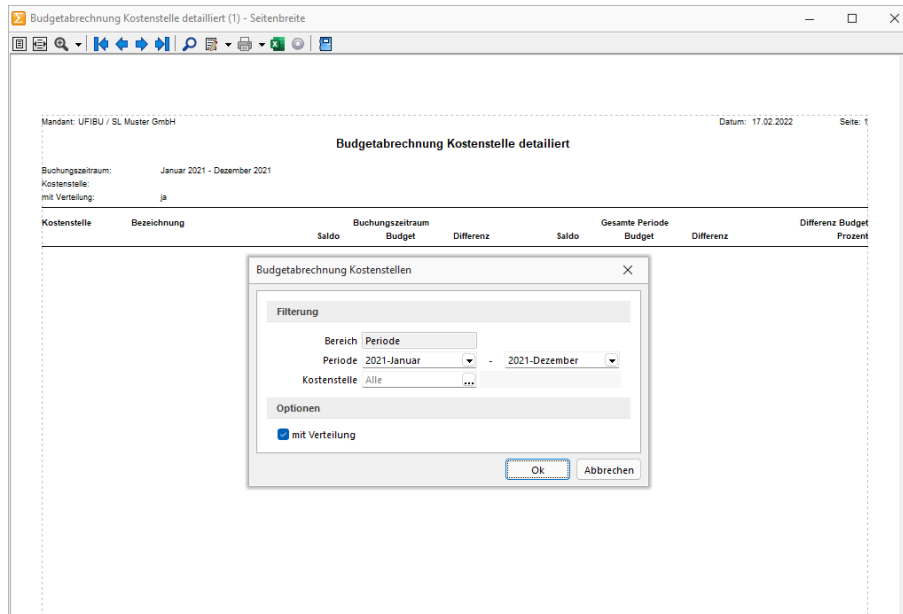 Budgetabrechnung Kostenstelle detailliert (1) - Seitenbreite
Mandant: UFIBU / SL Muster GmbH Datum: 17.02.2022 Seite: 1
Budgetabrechnung Kostenstelle detailiert
Buchungszeitraum: Januar 2021 - Dezember 2021
Kostenstelle:
mit Verteilung: ja
Kostenstelle Bezeichnung Buchungszeitraum Gesamte Periode Differenz Budget
Saldo Budget Differenz Saldo Budget Differenz Prozent
Budgetabrechnung Kostenstellen
Filterung
Bereich Periode
Periode 2021-Januar - 2021-Dezember
Kostenstelle Alle ...
Optionen
mit Verteilung
Ok Abbrechen